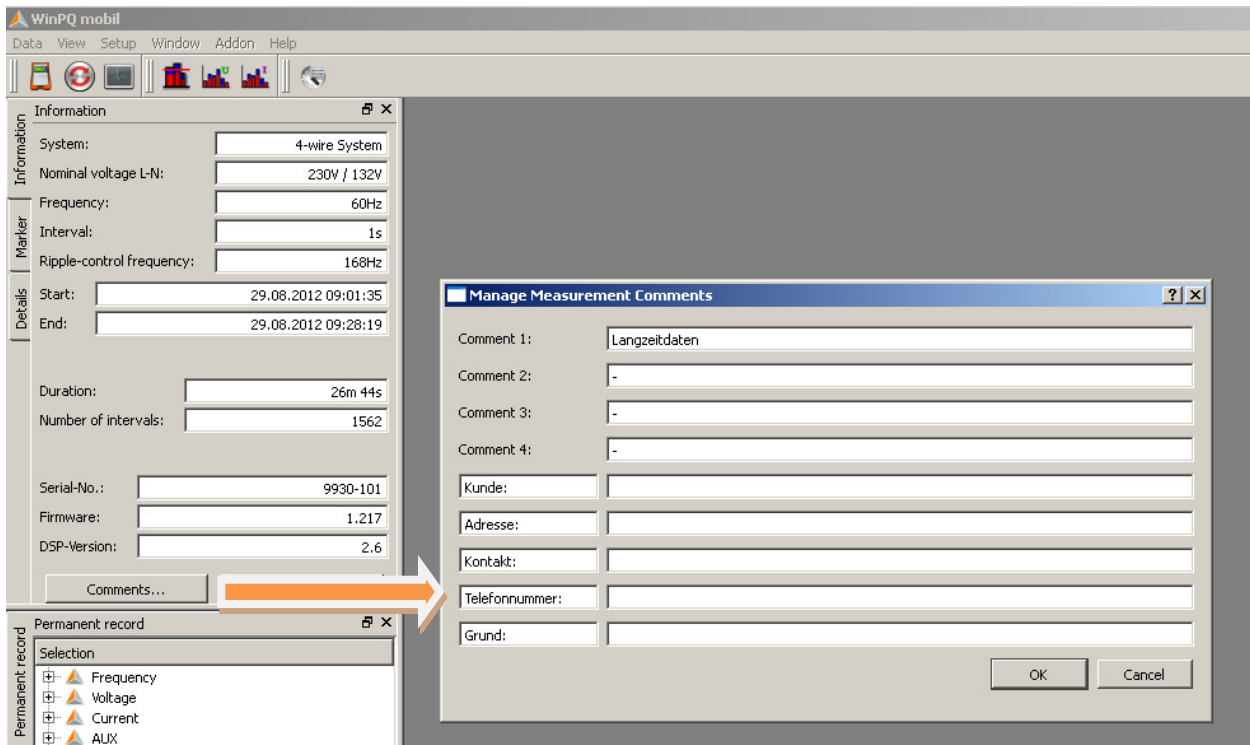 WinPQ mobil
Data View Setup Window Addon Help
Information
Information
Marker
Details
System: 4-wire System
Nominal voltage L-N: 230V / 132V
Frequency: 60Hz
Interval: 1s
Ripple-control frequency: 168Hz
Start: 29.08.2012 09:01:35
End: 29.08.2012 09:28:19
Duration: 26m 44s
Number of intervals: 1562
Serial-No.: 9930-101
Firmware: 1.217
DSP-Version: 2.6
Comments...
Permanent record
Permanent record
Selection
Frequency
Voltage
Current
AUX
Manage Measurement Comments
Comment 1: Langzeitdaten
Comment 2: -
Comment 3: -
Comment 4: -
Kunde:
Adresse:
Kontakt:
Telefonnummer:
Grund:
OK Cancel